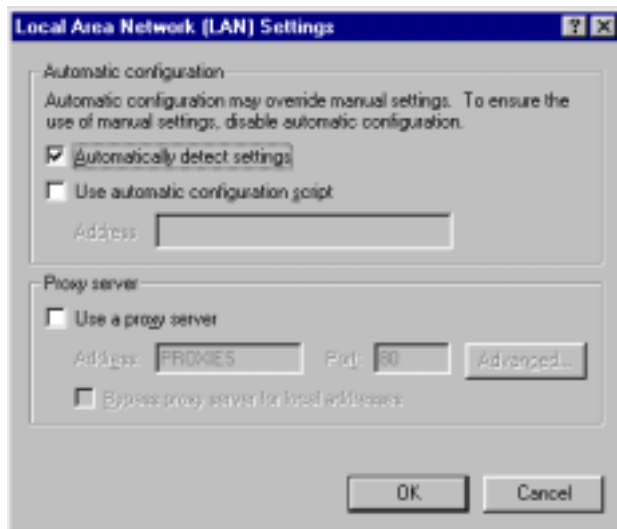 Local Area Network (LAN) Settings
Automatic configuration
Automatic configuration may override manual settings. To ensure the
use of manual settings, disable automatic configuration.
Automatically detect settings
Use automatic configuration script
Address
Proxy server
Use a proxy server
Address: PROXIES Port: 80 Advanced...
Bypass proxy server for local addresses
OK Cancel